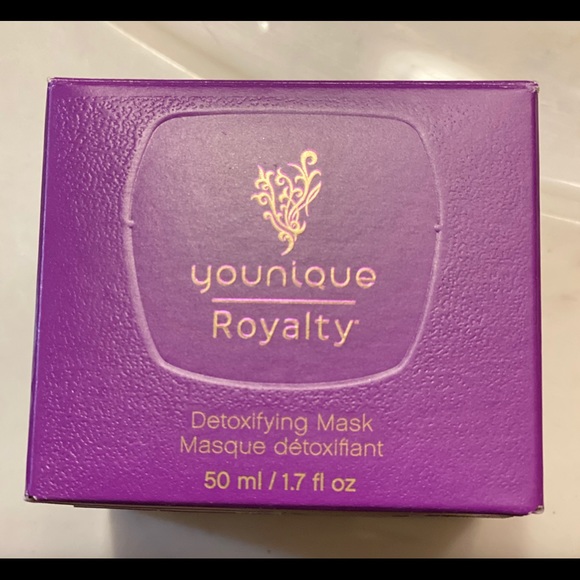 younique
Royalty
Detoxifying Mask
Masque détoxifiant
50 ml / 1.7 fl oz